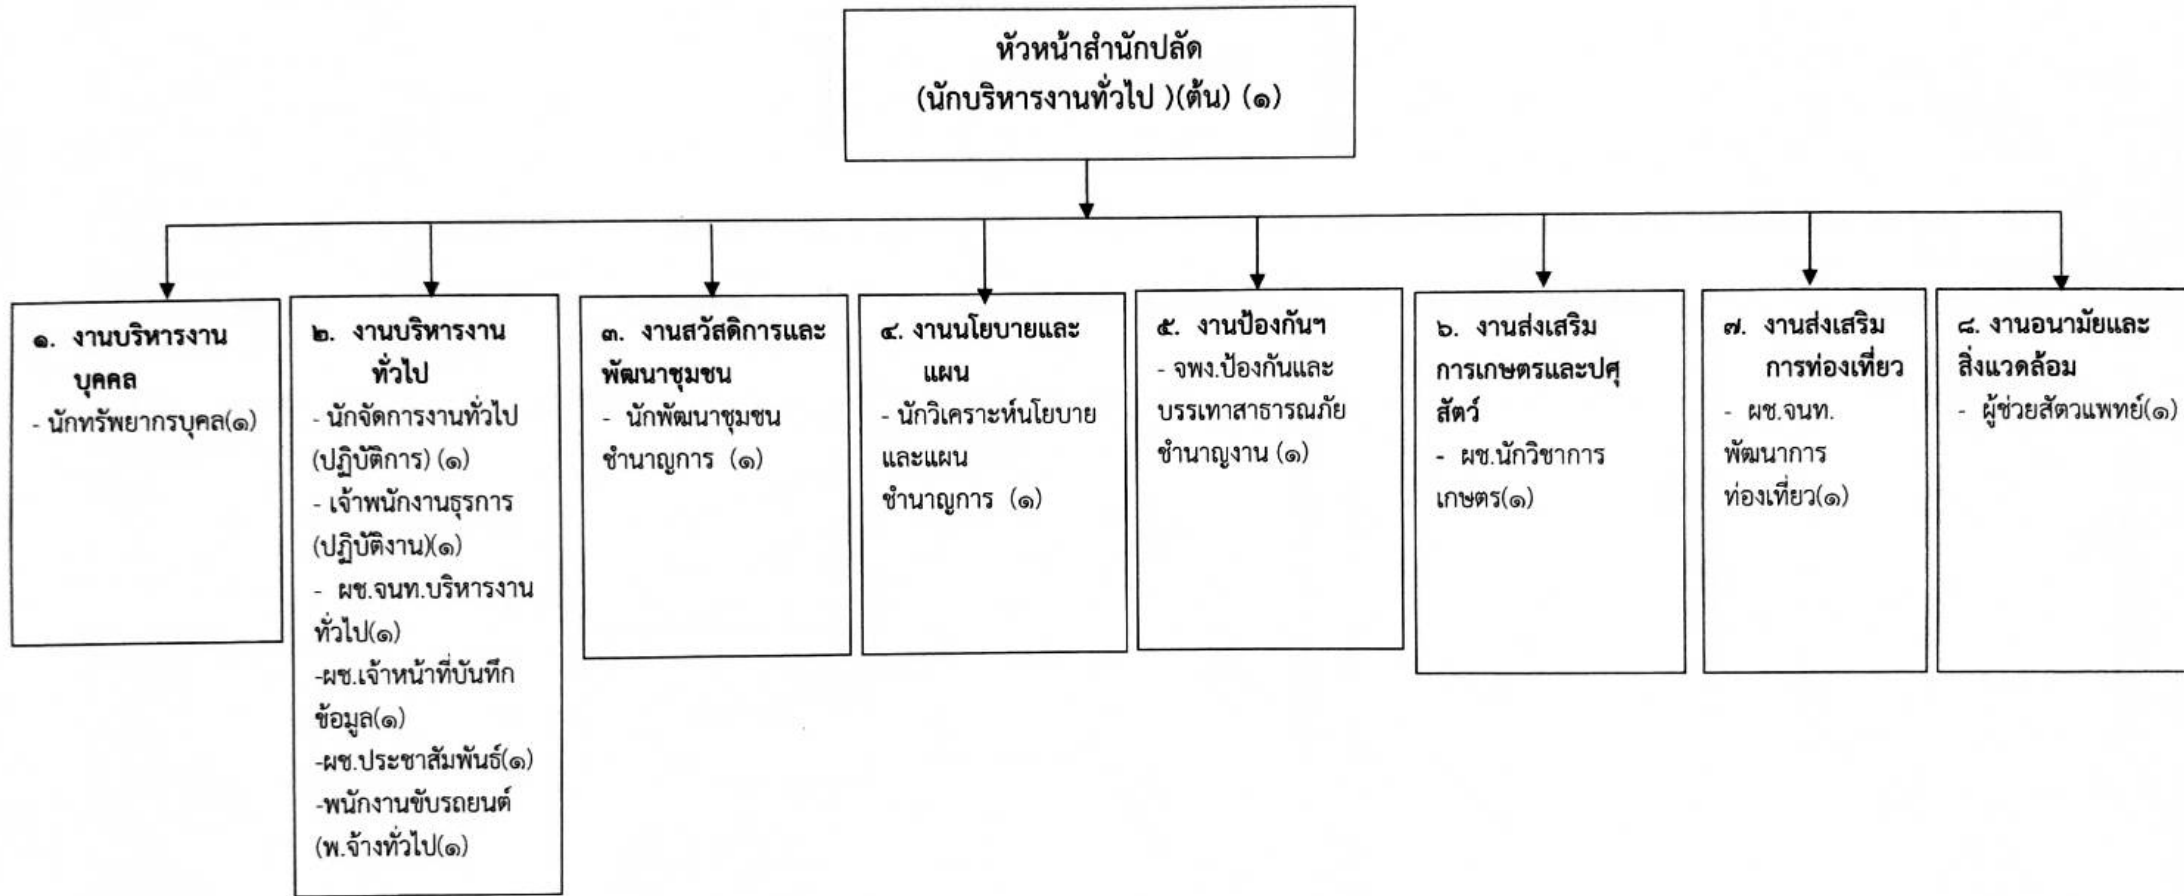 หัวหน้าสำนักปลัด
(นักบริหารงานทั่วไป )(ต้น) (๑)
๑. งานบริหารงาน
บุคคล
- นักทรัพยากรบุคล(๑)
๒. งานบริหารงาน
ทั่วไป
- นักจัดการงานทั่วไป
(ปฏิบัติการ) (๑)
- เจ้าพนักงานธุรการ
(ปฏิบัติงาน)(๑)
- ผช.จนท.บริหารงาน
ทั่วไป(๑)
-ผช.เจ้าหน้าที่บันทึก
ข้อมูล(๑)
-ผช.ประชาสัมพันธ์(๑)
-พนักงานขับรถยนต์
(พ.จ้างทั่วไป(๑)
๓. งานสวัสดิการและ
พัฒนาชุมชน
- นักพัฒนาชุมชน
ชำนาญการ (๑)
๔. งานนโยบายและ
แผน
- นักวิเคราะห์นโยบาย
และแผน
ชำนาญการ (๑)
๕. งานป้องกันฯ
- จพง.ป้องกันและ
บรรเทาสาธารณภัย
ชำนาญงาน (๑)
๖. งานส่งเสริม
การเกษตรและปศุ
สัตว์
- ผช.นักวิชาการ
เกษตร(๑)
๗. งานส่งเสริม
การท่องเที่ยว
- ผช.จนท.
พัฒนาการ
ท่องเที่ยว(๑)
๘. งานอนามัยและ
สิ่งแวดล้อม
- ผู้ช่วยสัตวแพทย์(๑)